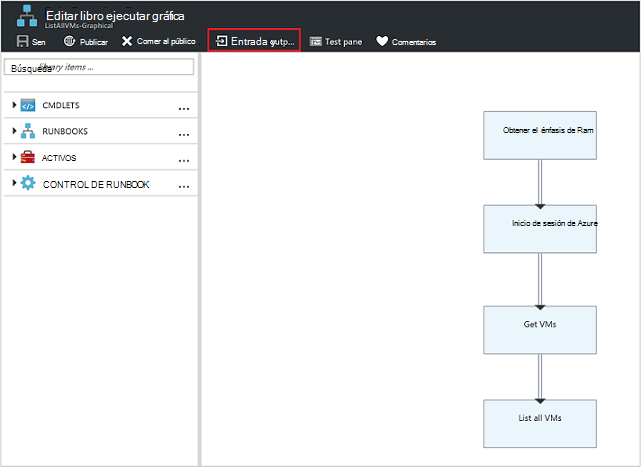 Editar libro ejecutar gráfica
ListAllVMs-Graphical
Sen Publicar Comer al público Entrada y outp... Test pane Comentarios
Búsqueda library items ...
CMDLETS ...
RUNBOOKS ...
ACTIVOS ...
CONTROL DE RUNBOOK ...
Obtener el énfasis de Ram
Inicio de sesión de Azure
Get VMs
List all VMs